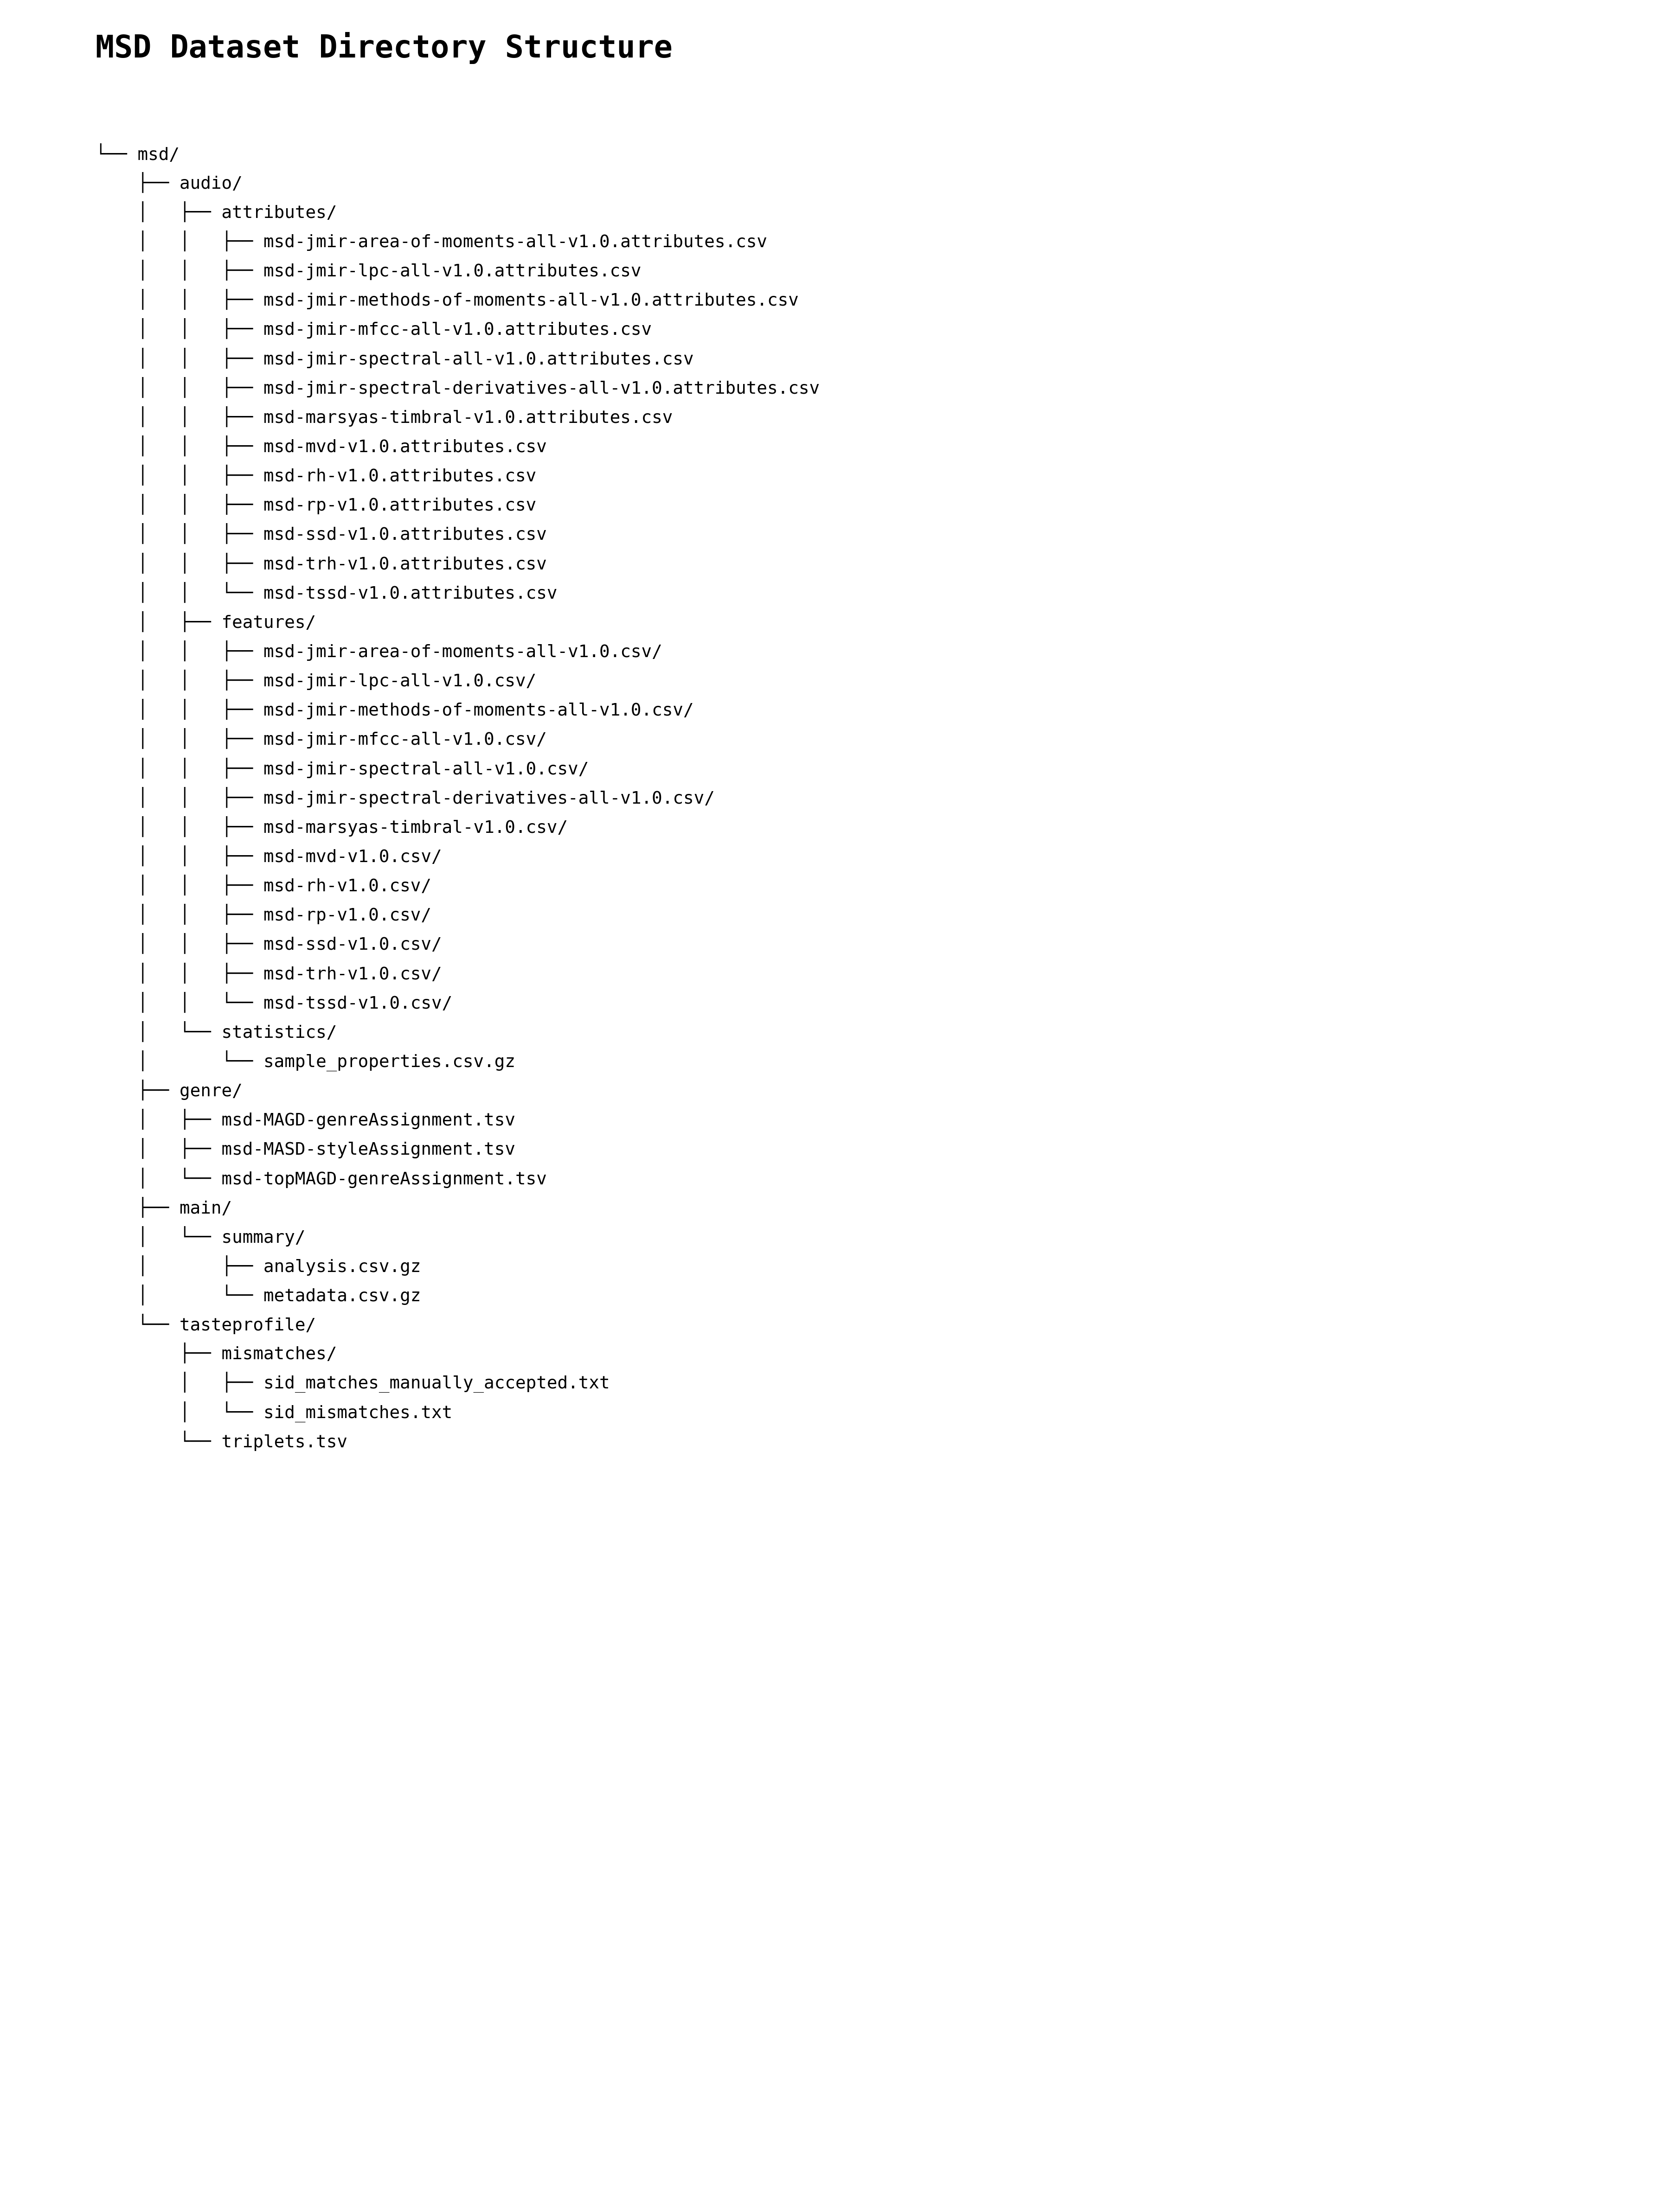 MSD Dataset Directory Structure
└── msd/
    ├── audio/
    │   ├── attributes/
    │   │   ├── msd-jmir-area-of-moments-all-v1.0.attributes.csv
    │   │   ├── msd-jmir-lpc-all-v1.0.attributes.csv
    │   │   ├── msd-jmir-methods-of-moments-all-v1.0.attributes.csv
    │   │   ├── msd-jmir-mfcc-all-v1.0.attributes.csv
    │   │   ├── msd-jmir-spectral-all-v1.0.attributes.csv
    │   │   ├── msd-jmir-spectral-derivatives-all-v1.0.attributes.csv
    │   │   ├── msd-marsyas-timbral-v1.0.attributes.csv
    │   │   ├── msd-mvd-v1.0.attributes.csv
    │   │   ├── msd-rh-v1.0.attributes.csv
    │   │   ├── msd-rp-v1.0.attributes.csv
    │   │   ├── msd-ssd-v1.0.attributes.csv
    │   │   ├── msd-trh-v1.0.attributes.csv
    │   │   └── msd-tssd-v1.0.attributes.csv
    │   ├── features/
    │   │   ├── msd-jmir-area-of-moments-all-v1.0.csv/
    │   │   ├── msd-jmir-lpc-all-v1.0.csv/
    │   │   ├── msd-jmir-methods-of-moments-all-v1.0.csv/
    │   │   ├── msd-jmir-mfcc-all-v1.0.csv/
    │   │   ├── msd-jmir-spectral-all-v1.0.csv/
    │   │   ├── msd-jmir-spectral-derivatives-all-v1.0.csv/
    │   │   ├── msd-marsyas-timbral-v1.0.csv/
    │   │   ├── msd-mvd-v1.0.csv/
    │   │   ├── msd-rh-v1.0.csv/
    │   │   ├── msd-rp-v1.0.csv/
    │   │   ├── msd-ssd-v1.0.csv/
    │   │   ├── msd-trh-v1.0.csv/
    │   │   └── msd-tssd-v1.0.csv/
    │   └── statistics/
    │       └── sample_properties.csv.gz
    ├── genre/
    │   ├── msd-MAGD-genreAssignment.tsv
    │   ├── msd-MASD-styleAssignment.tsv
    │   └── msd-topMAGD-genreAssignment.tsv
    ├── main/
    │   └── summary/
    │       ├── analysis.csv.gz
    │       └── metadata.csv.gz
    └── tasteprofile/
        ├── mismatches/
        │   ├── sid_matches_manually_accepted.txt
        │   └── sid_mismatches.txt
        └── triplets.tsv